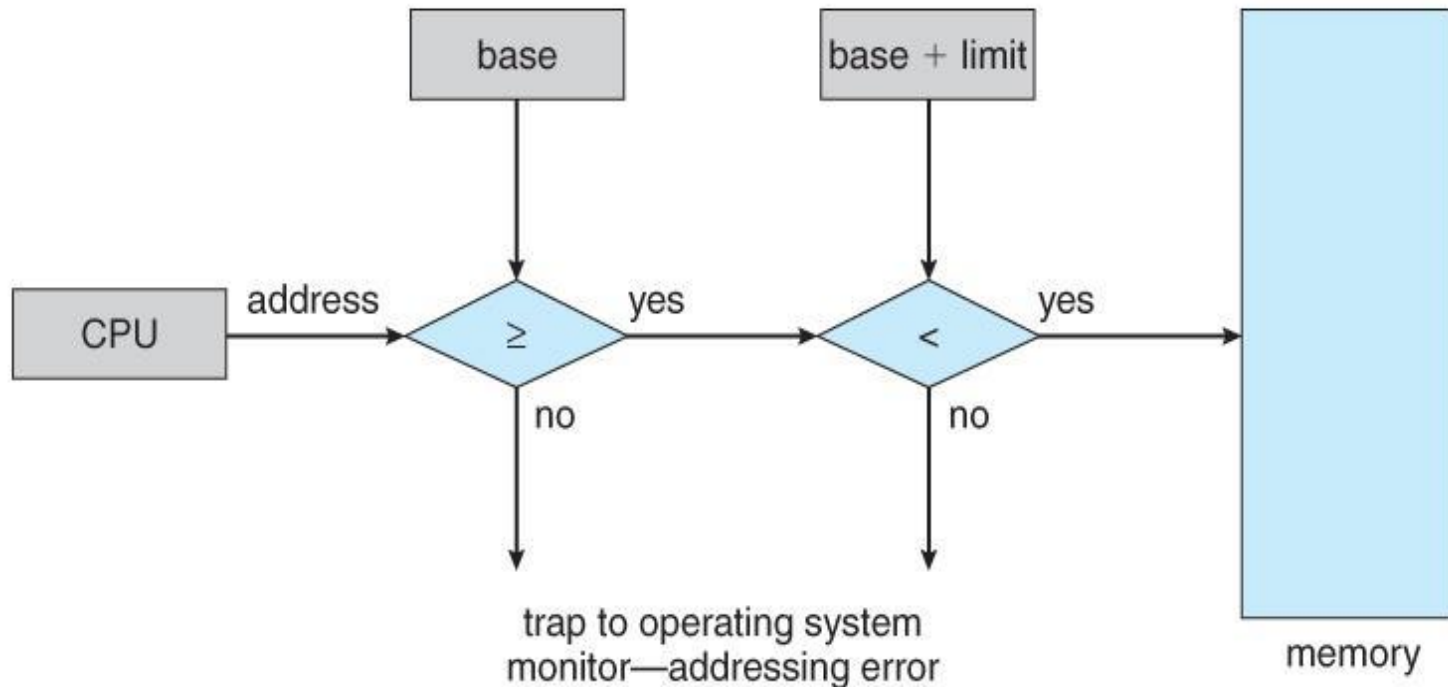 base
base + limit
CPU
address
≥
yes
<
yes
no
no
trap to operating system
monitor—addressing error
memory